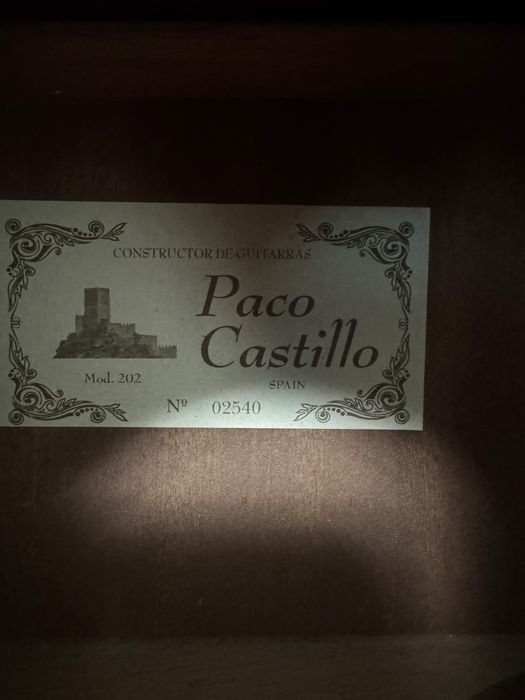 CONSTRUCTOR DE GUITARRAS
Paco
Castillo
SPAIN
Mod. 202
Nº 02540